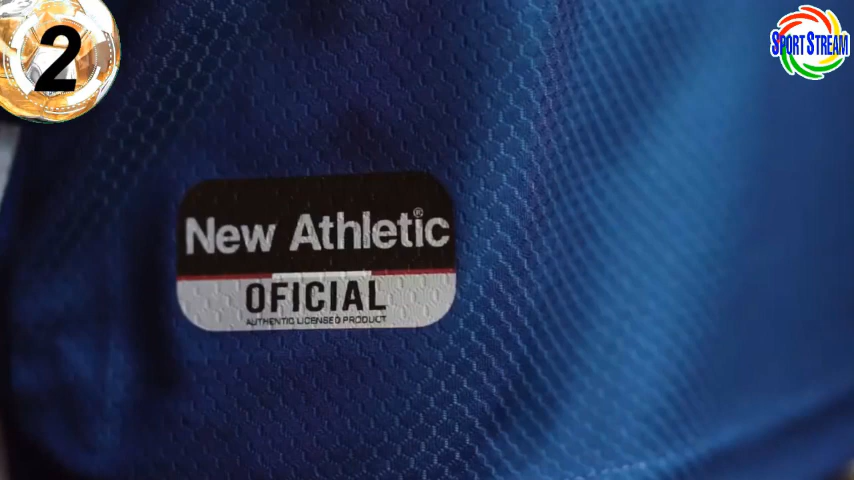 2
SPORT STREAM
New Athletic®
OFICIAL
AUTHENTIC LICENSED PRODUCT